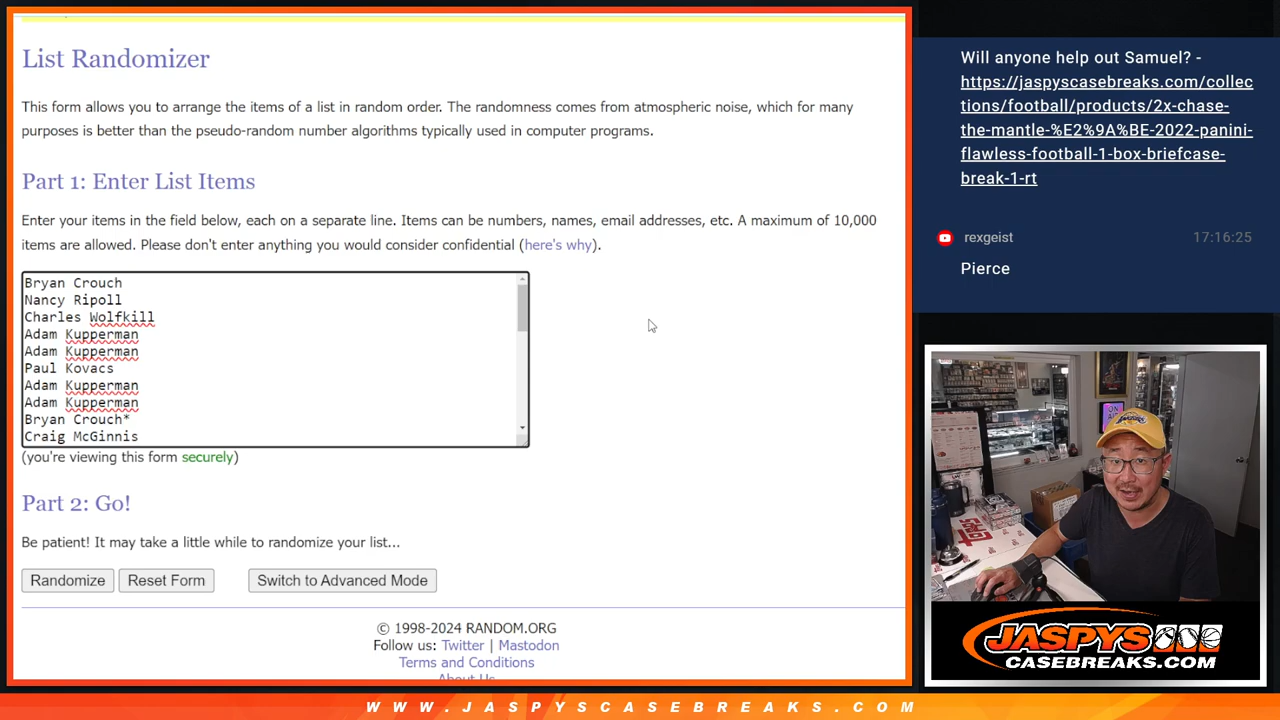 List Randomizer
This form allows you to arrange the items of a list in random order. The randomness comes from atmospheric noise, which for many
purposes is better than the pseudo-random number algorithms typically used in computer programs.
Part 1: Enter List Items
Enter your items in the field below, each on a separate line. Items can be numbers, names, email addresses, etc. A maximum of 10,000
items are allowed. Please don't enter anything you would consider confidential (here's why).
Bryan Crouch
Nancy Ripoll
Charles Wolfkill
Adam Kupperman
Adam Kupperman
Paul Kovacs
Adam Kupperman
Adam Kupperman
Bryan Crouch*
Craig McGinnis
(you're viewing this form securely)
Part 2: Go!
Be patient! It may take a little while to randomize your list...
Randomize Reset Form Switch to Advanced Mode
© 1998-2024 RANDOM.ORG
Follow us: Twitter | Mastodon
Terms and Conditions
About Us
Will anyone help out Samuel? -
https://jaspyscasebreaks.com/collec
tions/football/products/2x-chase-
the-mantle-%E2%9A%BE-2022-panini-
flawless-football-1-box-briefcase-
break-1-rt
rexgeist 17:16:25
Pierce
JASPYS
CASEBREAKS.COM
WWW.JASPYSCASEBREAKS.COM